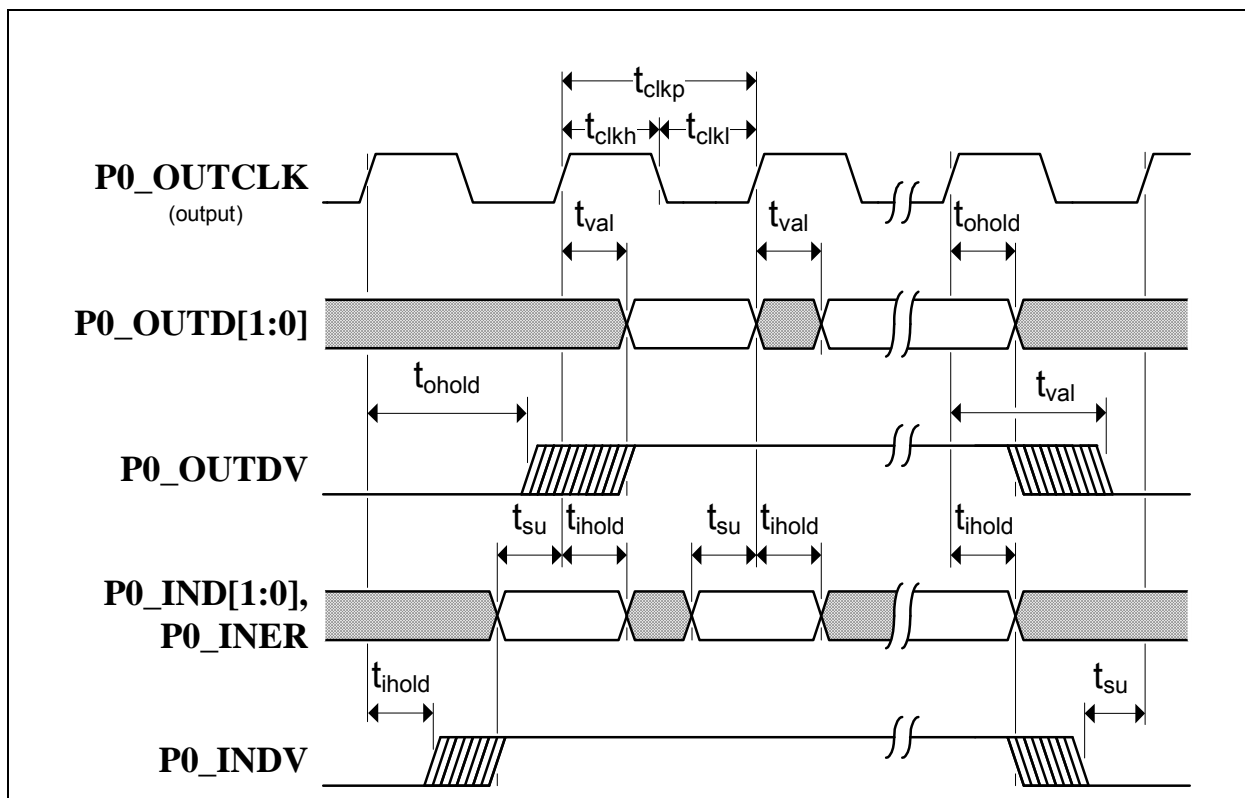 tclkp
tclkh tclkl
P0_OUTCLK
(output)
tval tval tohold
P0_OUTD[1:0]
tohold tval
P0_OUTDV
tsu tihold tsu tihold tihold
P0_IND[1:0],
P0_INER
tihold tsu
P0_INDV